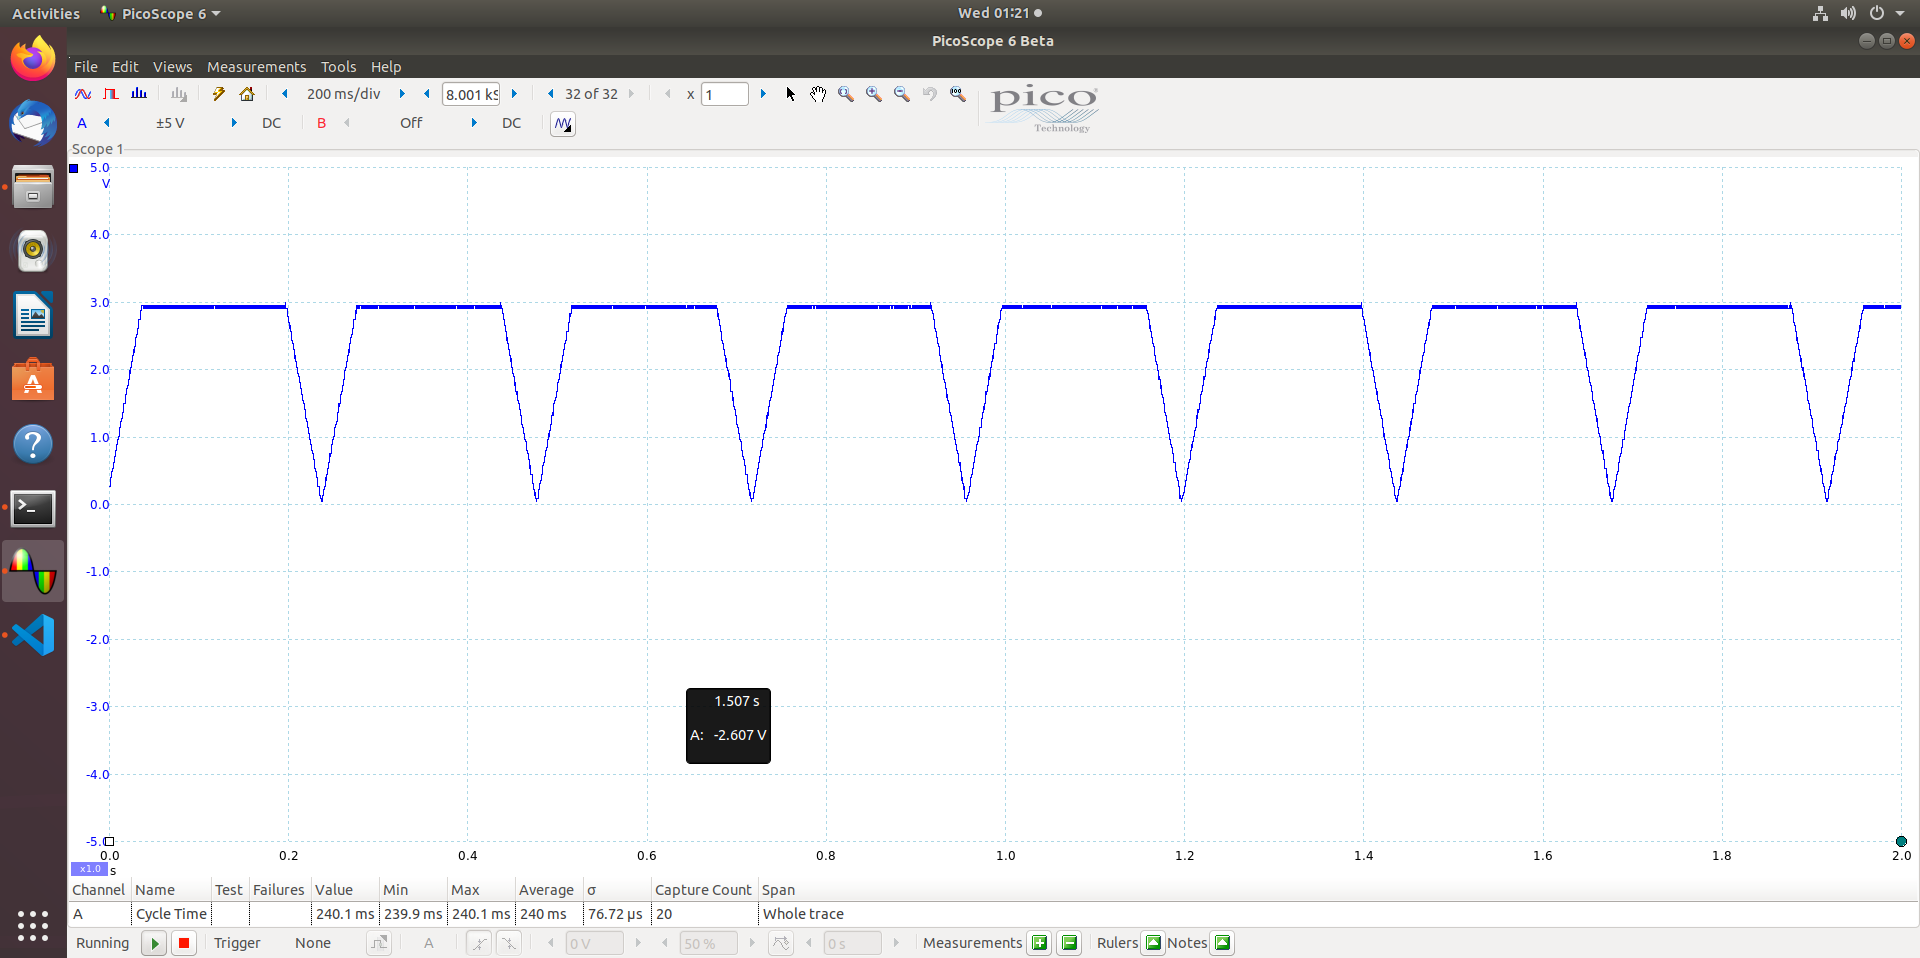 Activities PicoScope 6 Wed 01:21
PicoScope 6 Beta
File Edit Views Measurements Tools Help
200 ms/div 8.001 kS 32 of 32 x 1
pico
Technology
A ±5 V DC B Off DC
Scope 1
5.0
V
4.0
3.0
2.0
1.0
0.0
-1.0
-2.0
-3.0
-4.0
-5.0
1.507 s
A: -2.607 V
0.0 0.2 0.4 0.6 0.8 1.0 1.2 1.4 1.6 1.8 2.0
x1.0 s
Channel Name Test Failures Value Min Max Average σ Capture Count Span
A Cycle Time 240.1 ms 239.9 ms 240.1 ms 240 ms 76.72 µs 20 Whole trace
Running Trigger None A 0 V 50 % 0 s Measurements Rulers Notes